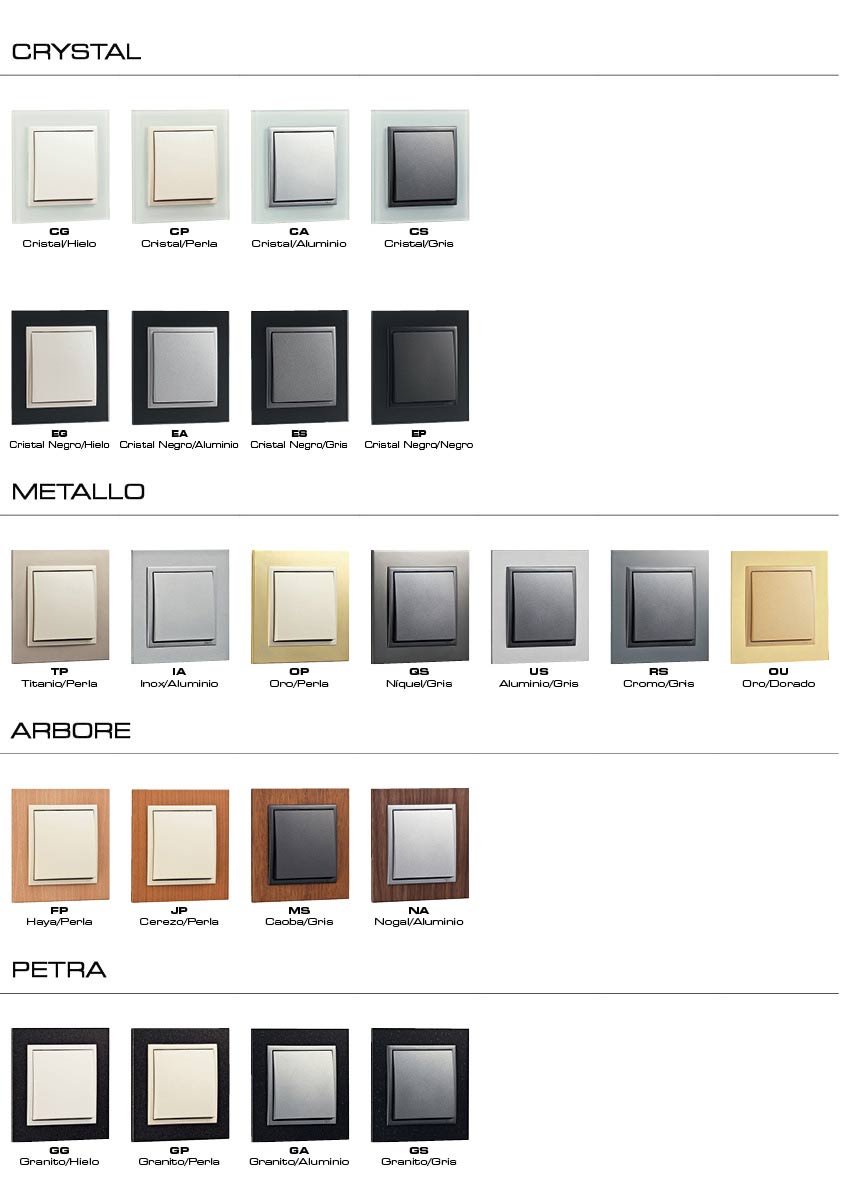 CRYSTAL
CG CP CA CS
Cristal/Hielo Cristal/Perla Cristal/Aluminio Cristal/Gris
EG EA ES EP
Cristal Negro/Hielo Cristal Negro/Aluminio Cristal Negro/Gris Cristal Negro/Negro
METALLO
TP IA OP QS US RS OU
Titanio/Perla Inox/Aluminio Oro/Perla Níquel/Gris Aluminio/Gris Cromo/Gris Oro/Dorado
ARBORE
FP JP MS NA
Haya/Perla Cerezo/Perla Caoba/Gris Nogal/Aluminio
PETRA
GG GP GA GS
Granito/Hielo Granito/Perla Granito/Aluminio Granito/Gris